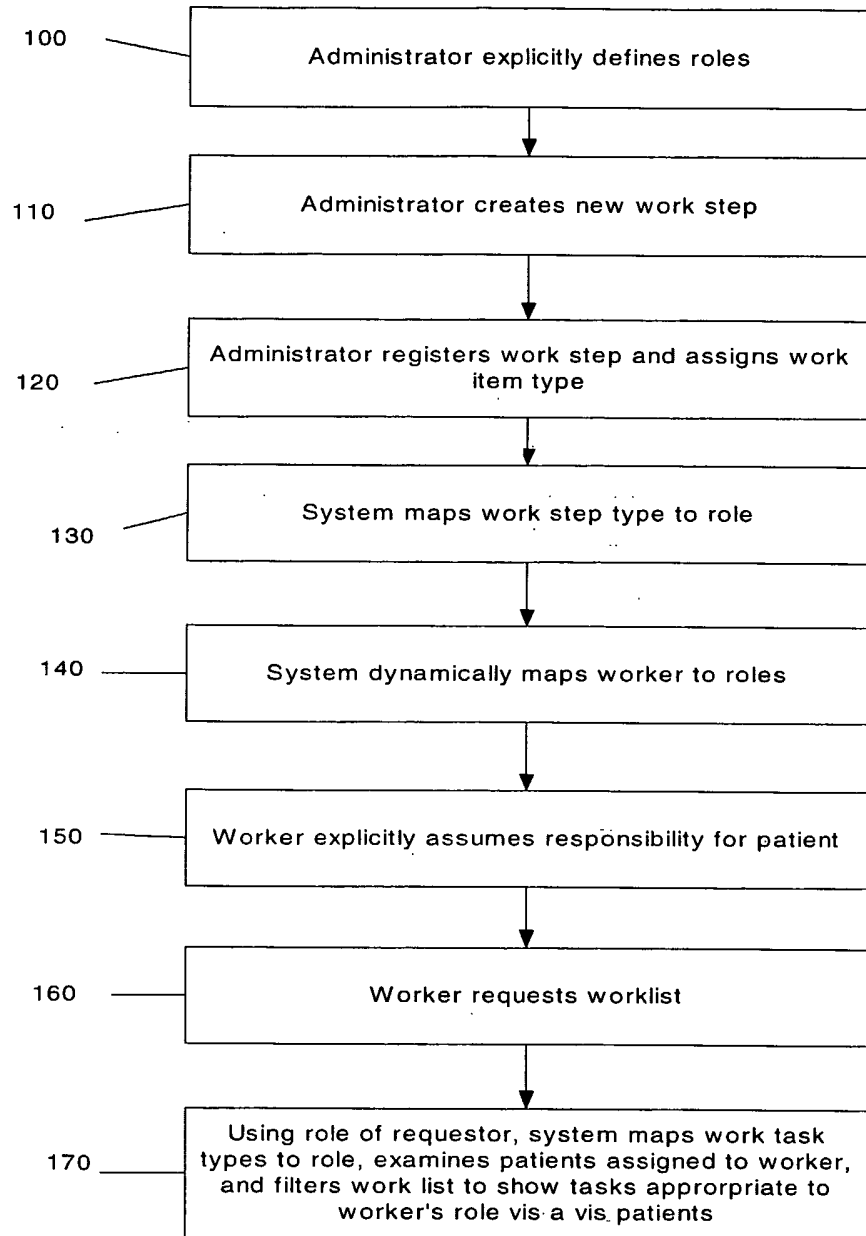 100
Administrator explicitly defines roles
110
Administrator creates new work step
120
Administrator registers work step and assigns work
item type
130
System maps work step type to role
140
System dynamically maps worker to roles
150
Worker explicitly assumes responsibility for patient
160
Worker requests worklist
170
Using role of requestor, system maps work task
types to role, examines patients assigned to worker,
and filters work list to show tasks approrpriate to
worker's role vis a vis patients